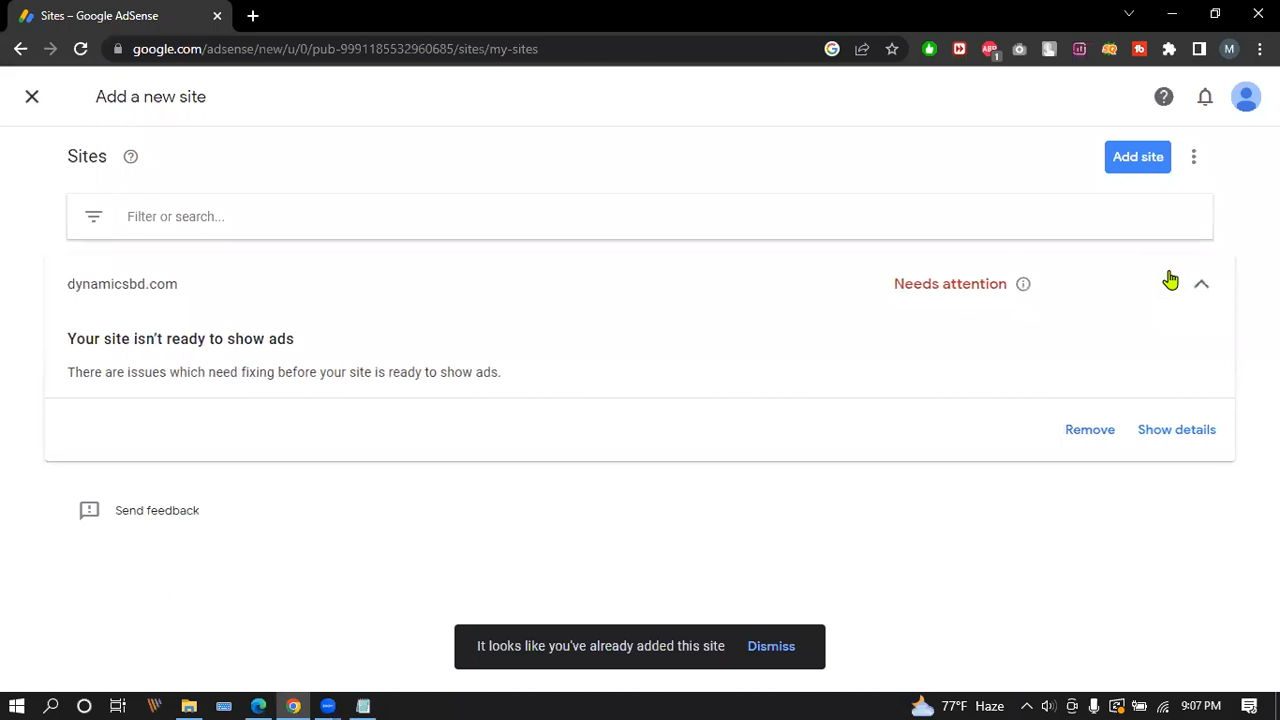 Sites – Google AdSense
google.com/adsense/new/u/0/pub-9991185532960685/sites/my-sites
ABP
1
M
Add a new site
Sites
Add site
Filter or search...
dynamicsbd.com
Needs attention
Your site isn't ready to show ads
There are issues which need fixing before your site is ready to show ads.
Remove
Show details
Send feedback
It looks like you've already added this site
Dismiss
77°F Haze
9:07 PM